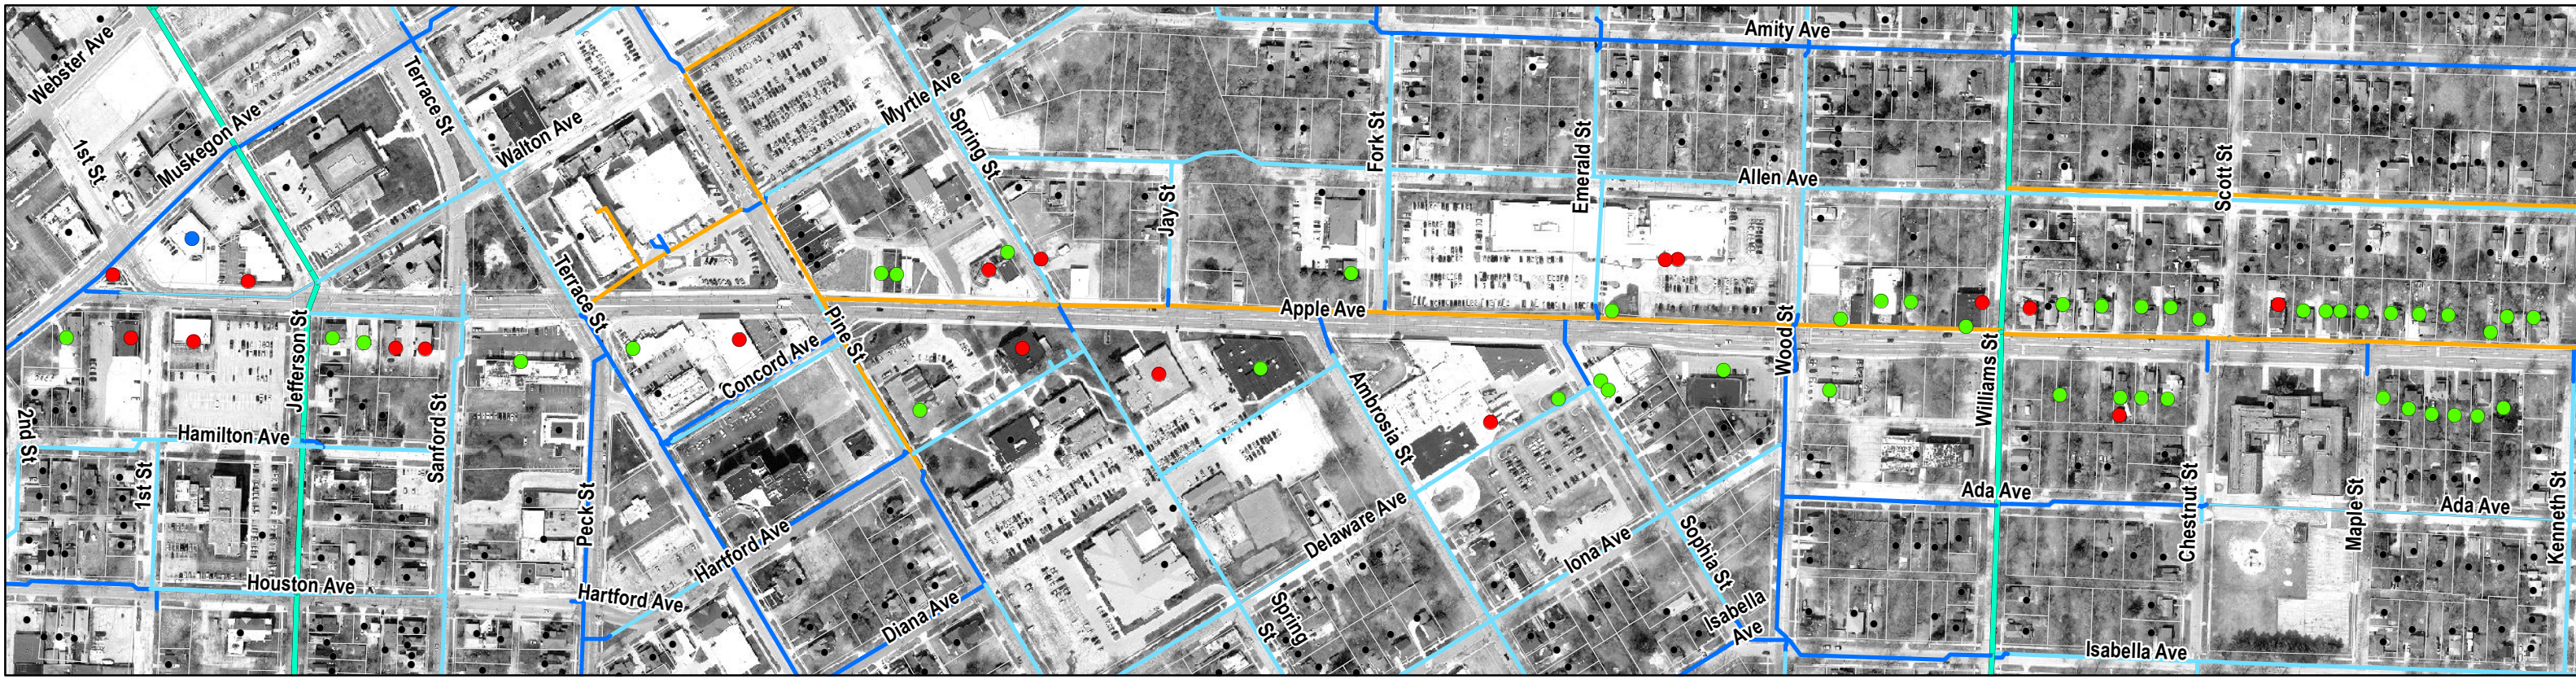 Webster Ave
1st St
Muskegon Ave
Terrace St
Walton Ave
Myrtle Ave
Spring St
Jay St
Fork St
Emerald St
Amity Ave
Allen Ave
Scott St
Terrace St
Jefferson St
Pine St
Concord Ave
Apple Ave
Wood St
Williams St
2nd St
Hamilton Ave
1st St
Sanford St
Peck St
Ambrosia St
Houston Ave
Hartford Ave
Hartford Ave
Diana Ave
Delaware Ave
Spring
St
Iona Ave
Sophia St
Isabella
Ave
Ada Ave
Chestnut St
Maple St
Ada Ave
Kenneth St
Isabella Ave